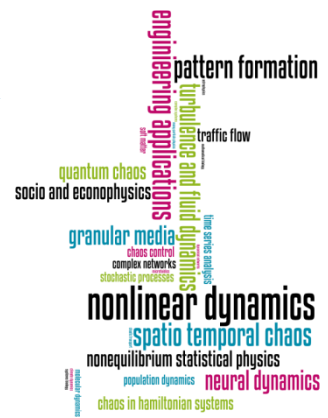 engineering applications
pattern formation
turbulence and fluid dynamics
soft matter
traffic flow
quantum chaos
socio and econophysics
time series analysis
granular media
chaos control
complex networks
stochastic processes
nonlinear dynamics
spatio temporal chaos
nonequilibrium statistical physics
population dynamics
neural dynamics
molecular dynamics
chaos in hamiltonian systems